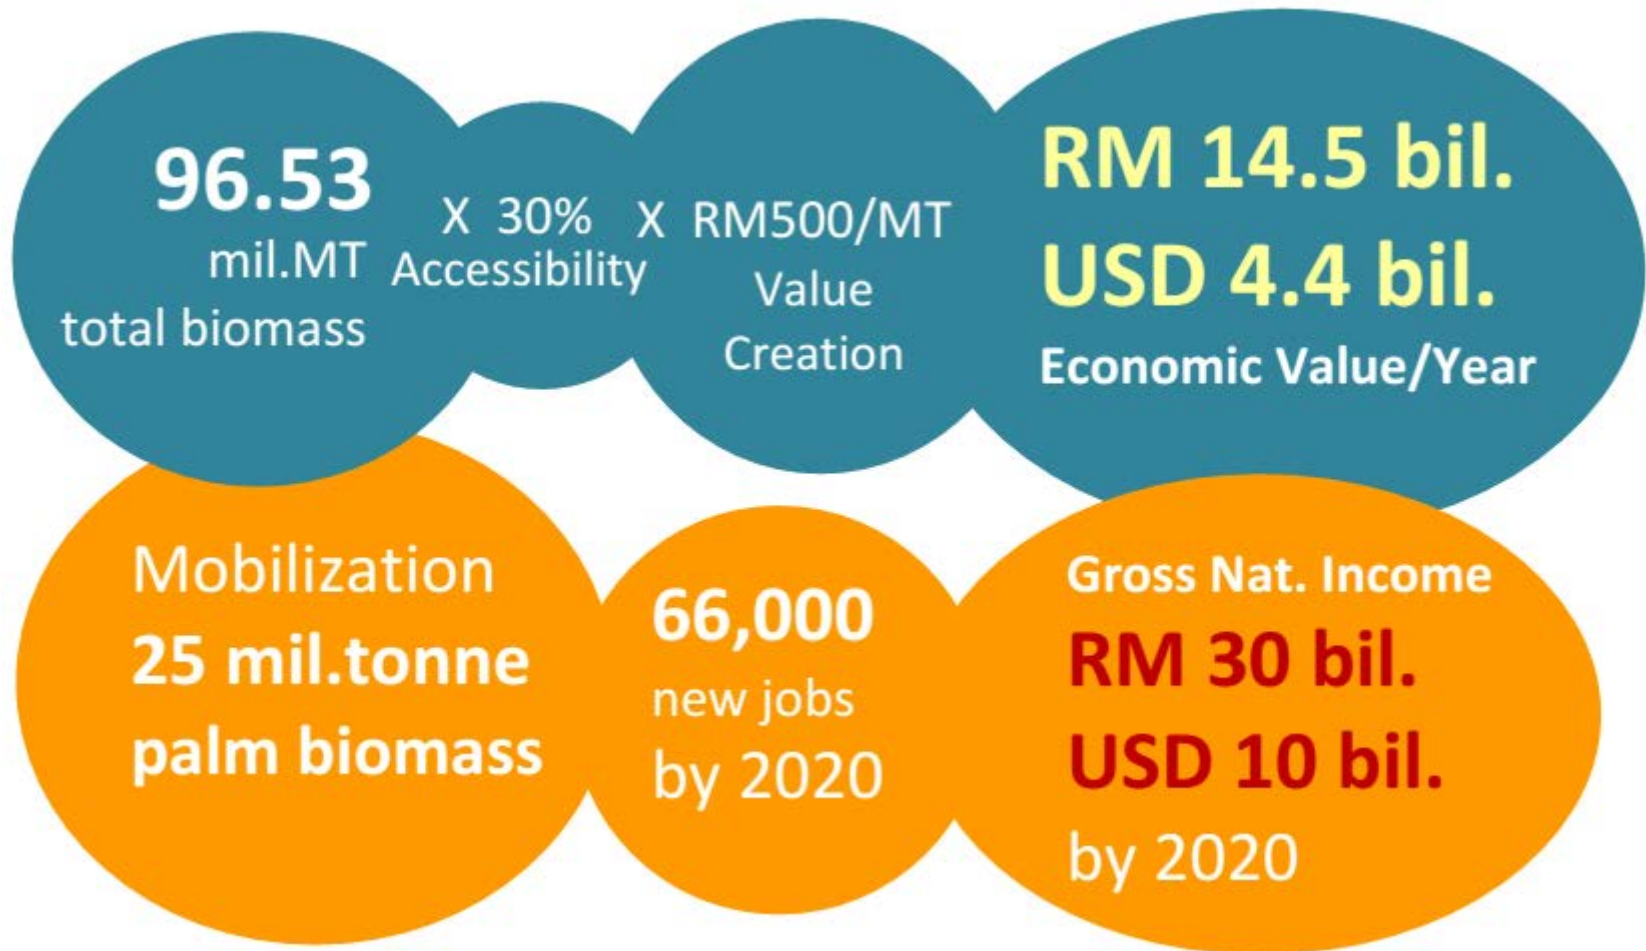 96.53
mil.MT
total biomass
X 30%
Accessibility
X RM500/MT
Value
Creation
RM 14.5 bil.
USD 4.4 bil.
Economic Value/Year
Mobilization
25 mil.tonne
palm biomass
66,000
new jobs
by 2020
Gross Nat. Income
RM 30 bil.
USD 10 bil.
by 2020